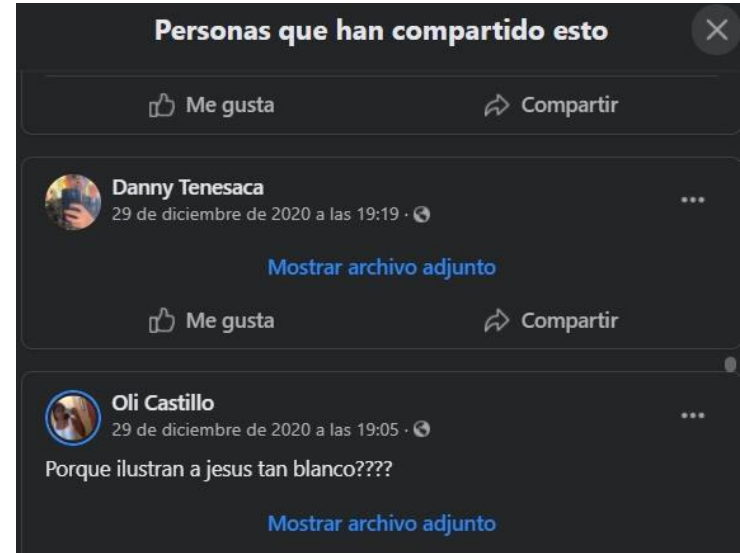 Personas que han compartido esto
Me gusta Compartir
Danny Tenesaca
29 de diciembre de 2020 a las 19:19 ·
Mostrar archivo adjunto
Me gusta Compartir
Oli Castillo
29 de diciembre de 2020 a las 19:05 ·
Porque ilustran a jesus tan blanco????
Mostrar archivo adjunto